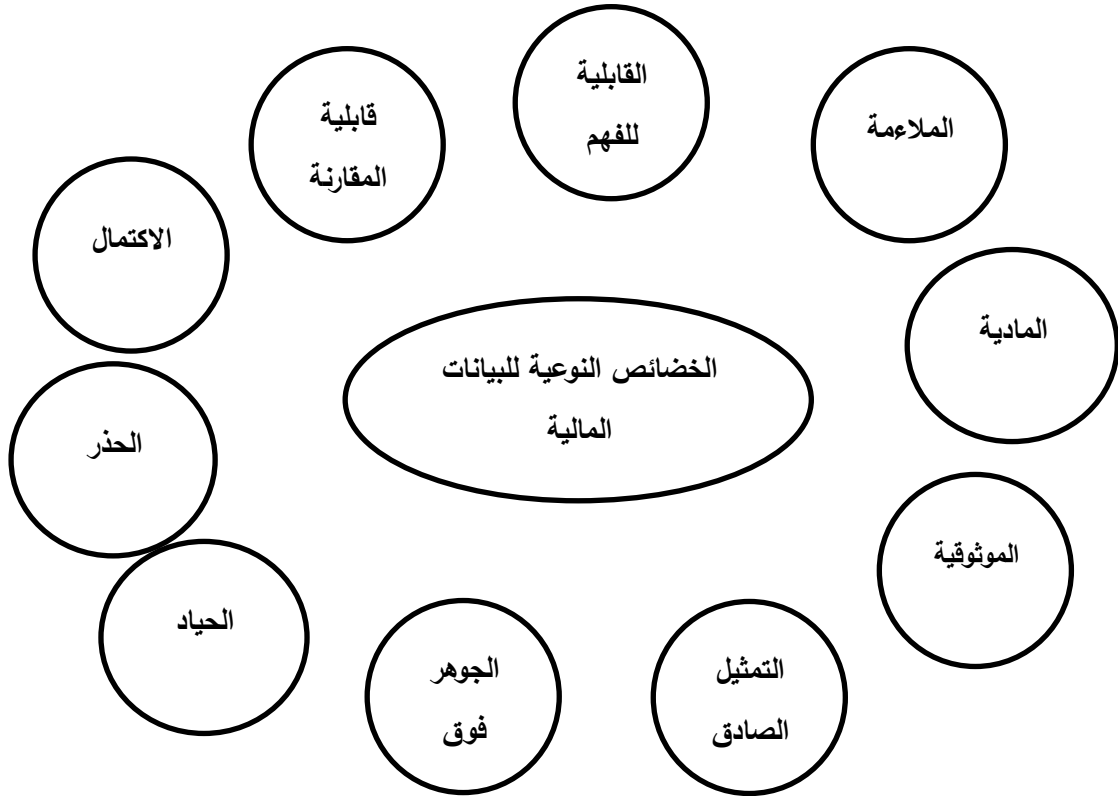 القابلية
للفهم
الملاءمة
المادية
الموثوقية
التمثيل
الصادق
الجوهر
فوق
الحياد
الحذر
الاكتمال
قابلية
المقارنة
الخضائص النوعية للبيانات
المالية